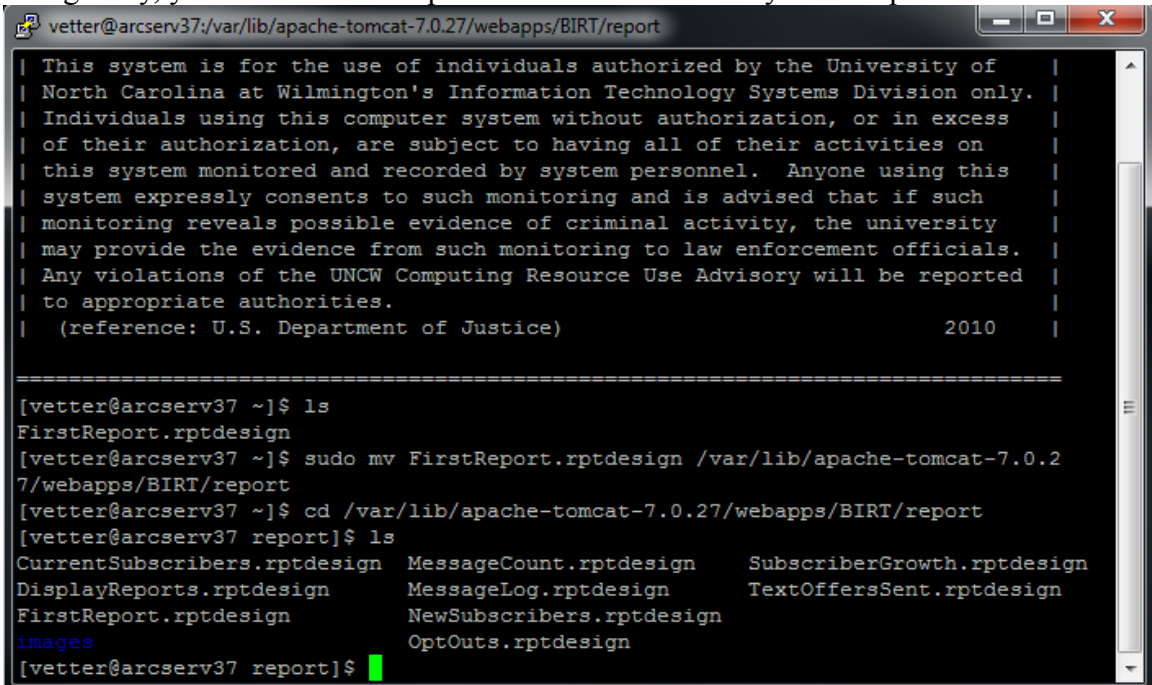 vetter@arcserv37:/var/lib/apache-tomcat-7.0.27/webapps/BIRT/report
| This system is for the use of individuals authorized by the University of |
| North Carolina at Wilmington's Information Technology Systems Division only. |
| Individuals using this computer system without authorization, or in excess |
| of their authorization, are subject to having all of their activities on |
| this system monitored and recorded by system personnel. Anyone using this |
| system expressly consents to such monitoring and is advised that if such |
| monitoring reveals possible evidence of criminal activity, the university |
| may provide the evidence from such monitoring to law enforcement officials. |
| Any violations of the UNCW Computing Resource Use Advisory will be reported |
| to appropriate authorities. |
| (reference: U.S. Department of Justice) 2010 |
================================================================================
[vetter@arcserv37 ~]$ ls
FirstReport.rptdesign
[vetter@arcserv37 ~]$ sudo mv FirstReport.rptdesign /var/lib/apache-tomcat-7.0.2
7/webapps/BIRT/report
[vetter@arcserv37 ~]$ cd /var/lib/apache-tomcat-7.0.27/webapps/BIRT/report
[vetter@arcserv37 report]$ ls
CurrentSubscribers.rptdesign MessageCount.rptdesign SubscriberGrowth.rptdesign
DisplayReports.rptdesign MessageLog.rptdesign TextOffersSent.rptdesign
FirstReport.rptdesign NewSubscribers.rptdesign
images OptOuts.rptdesign
[vetter@arcserv37 report]$